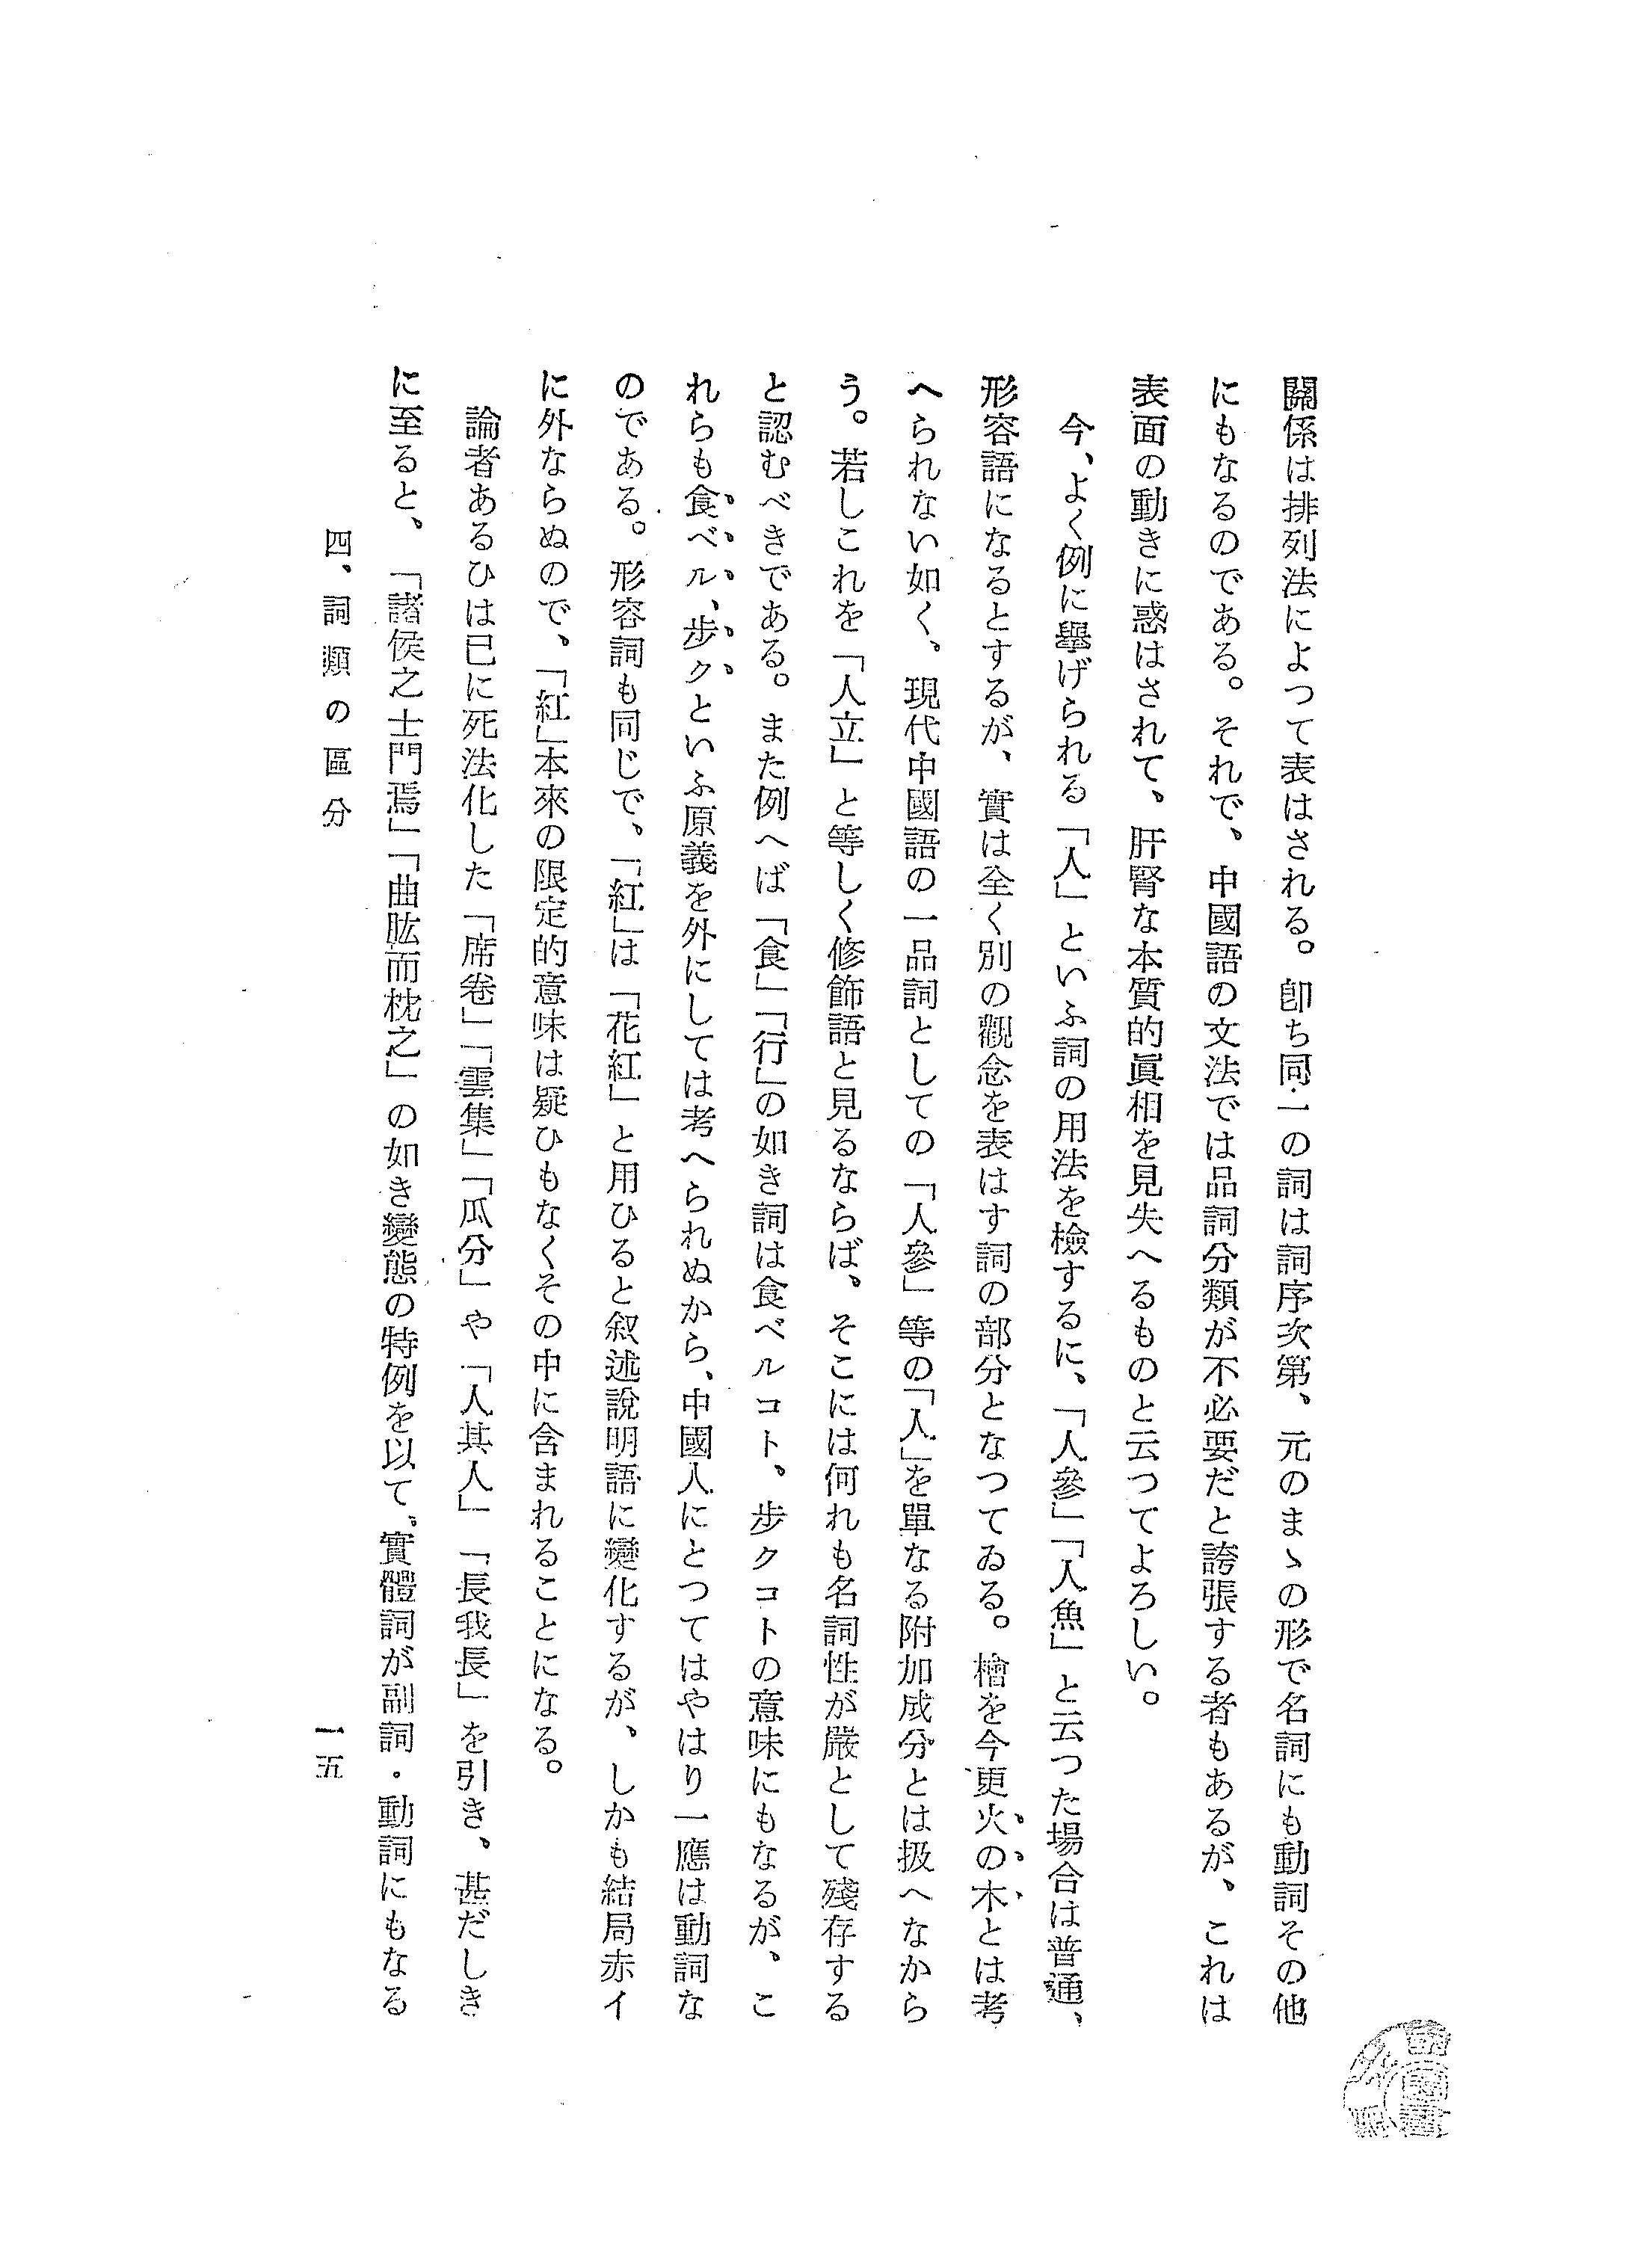 關係は排列法によつて表はされる。卽ち同一の詞は詞序次第、元のまゝの形で名詞にも動詞その他
にもなるのである。それで、中國語の文法では品詞分類が不必要だと誇張する者もあるが、これは
表面の動きに惑はされて、肝腎な本質的眞相を見失へるものと云つてよろしい。
今、よく例に擧げられる「人」といふ詞の用法を檢するに、「人參」「人魚」と云つた場合は普通、
形容語になるとするが、實は全く別の觀念を表はす詞の部分となつてゐる。檜を今更火の木とは考
へられない如く、現代中國語の一品詞としての「人參」等の「人」を單なる附加成分とは扱へなから
う。若しこれを「人立」と等しく修飾語と見るならば、そこには何れも名詞性が嚴として殘存する
と認むべきである。また例へば「食」「行」の如き詞は食ベルコト、步クコトの意味にもなるが、こ
れらも食ベル、步クといふ原義を外にしては考へられぬから、中國人にとつてはやはり一應は動詞な
のである。形容詞も同じで、「紅」は「花紅」と用ひると叙述說明語に變化するが、しかも結局赤イ
に外ならぬので、「紅」本來の限定的意味は疑ひもなくその中に含まれることになる。
論者あるひは已に死法化した「席卷」「雲集」「瓜分」や「人其人」「長我長」を引き、甚だしき
に至ると、「諸侯之士門焉」「曲肱而枕之」の如き變態の特例を以て、實體詞が副詞・動詞にもなる
四、詞類の區分
一五